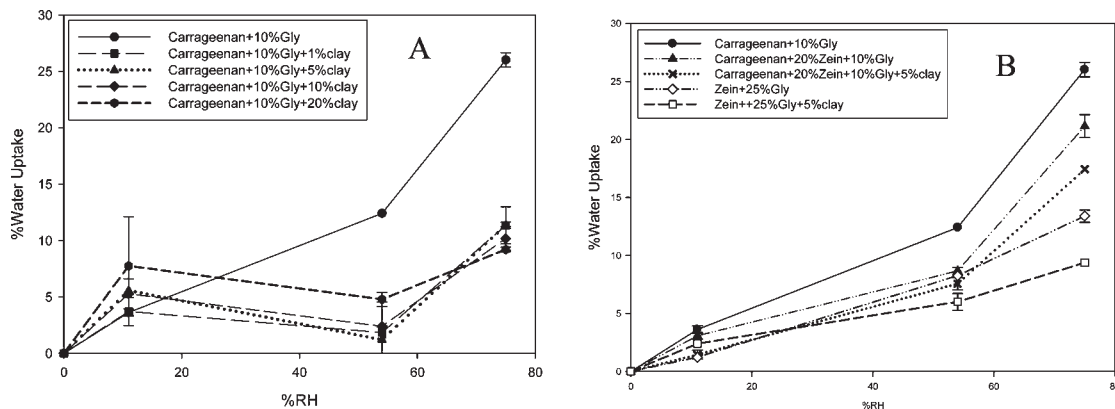 A
Carrageenan+10%Gly
Carrageenan+10%Gly+1%clay
Carrageenan+10%Gly+5%clay
Carrageenan+10%Gly+10%clay
Carrageenan+10%Gly+20%clay
%Water Uptake
30
25
20
15
10
5
0
0 20 40 60 80
%RH
B
Carrageenan+10%Gly
Carrageenan+20%Zein+10%Gly
Carrageenan+20%Zein+10%Gly+5%clay
Zein+25%Gly
Zein++25%Gly+5%clay
%Water Uptake
30
25
20
15
10
5
0
0 20 40 60 8
%RH